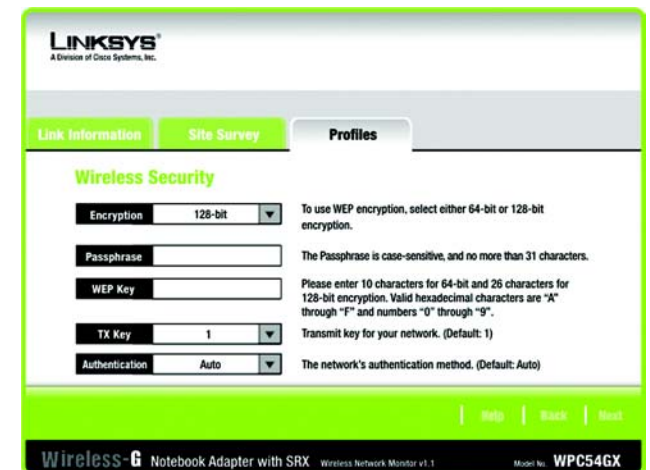 LINKSYS®
A Division of Cisco Systems, Inc.
Link Information
Site Survey
Profiles
Wireless Security
Encryption
128-bit
To use WEP encryption, select either 64-bit or 128-bit
encryption.
Passphrase
The Passphrase is case-sensitive, and no more than 31 characters.
WEP Key
Please enter 10 characters for 64-bit and 26 characters for
128-bit encryption. Valid hexadecimal characters are "A"
through "F" and numbers "0" through "9".
TX Key
1
Transmit key for your network. (Default: 1)
Authentication
Auto
The network's authentication method. (Default: Auto)
Help
Back
Next
Wireless-G Notebook Adapter with SRX Wireless Network Monitor v1.1 Model No. WPC54GX